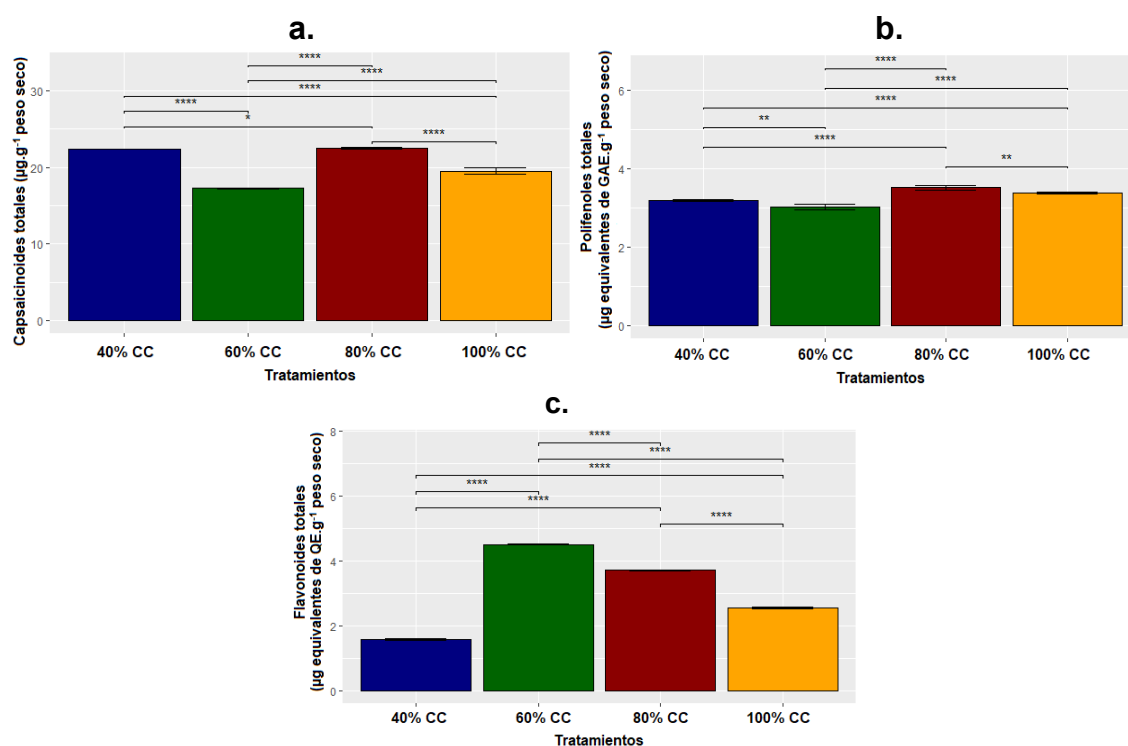 a.
Capsaicinoides totales (µg.g⁻¹ peso seco)
30
20
10
0
****
****
****
****
*
****
40% CC
60% CC
80% CC
100% CC
Tratamientos
b.
Polifenoles totales
(µg equivalentes de GAE.g⁻¹ peso seco)
6
4
2
0
****
****
****
**
****
**
40% CC
60% CC
80% CC
100% CC
Tratamientos
c.
Flavonoides totales
(µg equivalentes de QE.g⁻¹ peso seco)
8
6
4
2
0
****
****
****
****
****
****
40% CC
60% CC
80% CC
100% CC
Tratamientos